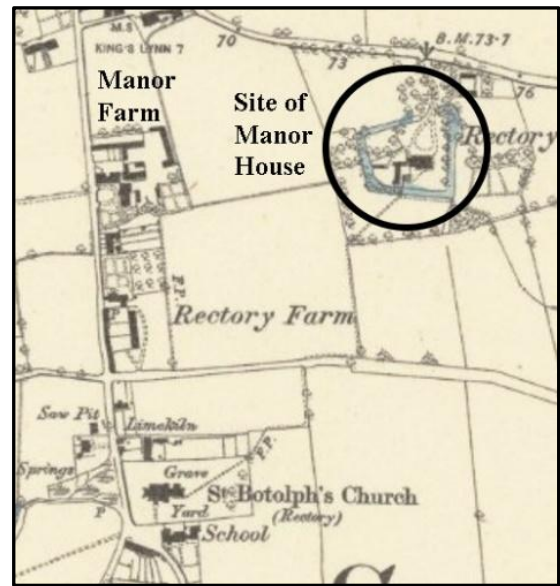 M.S
KING'S LYNN 7
70
73
B.M. 73·7
76
Manor
Farm
Site of
Manor
House
Rectory
F.P.
Rectory Farm
P
Saw Pit
Limekiln
Springs
F.P.
Grave
Yard
St Botolph's Church
(Rectory)
P
School